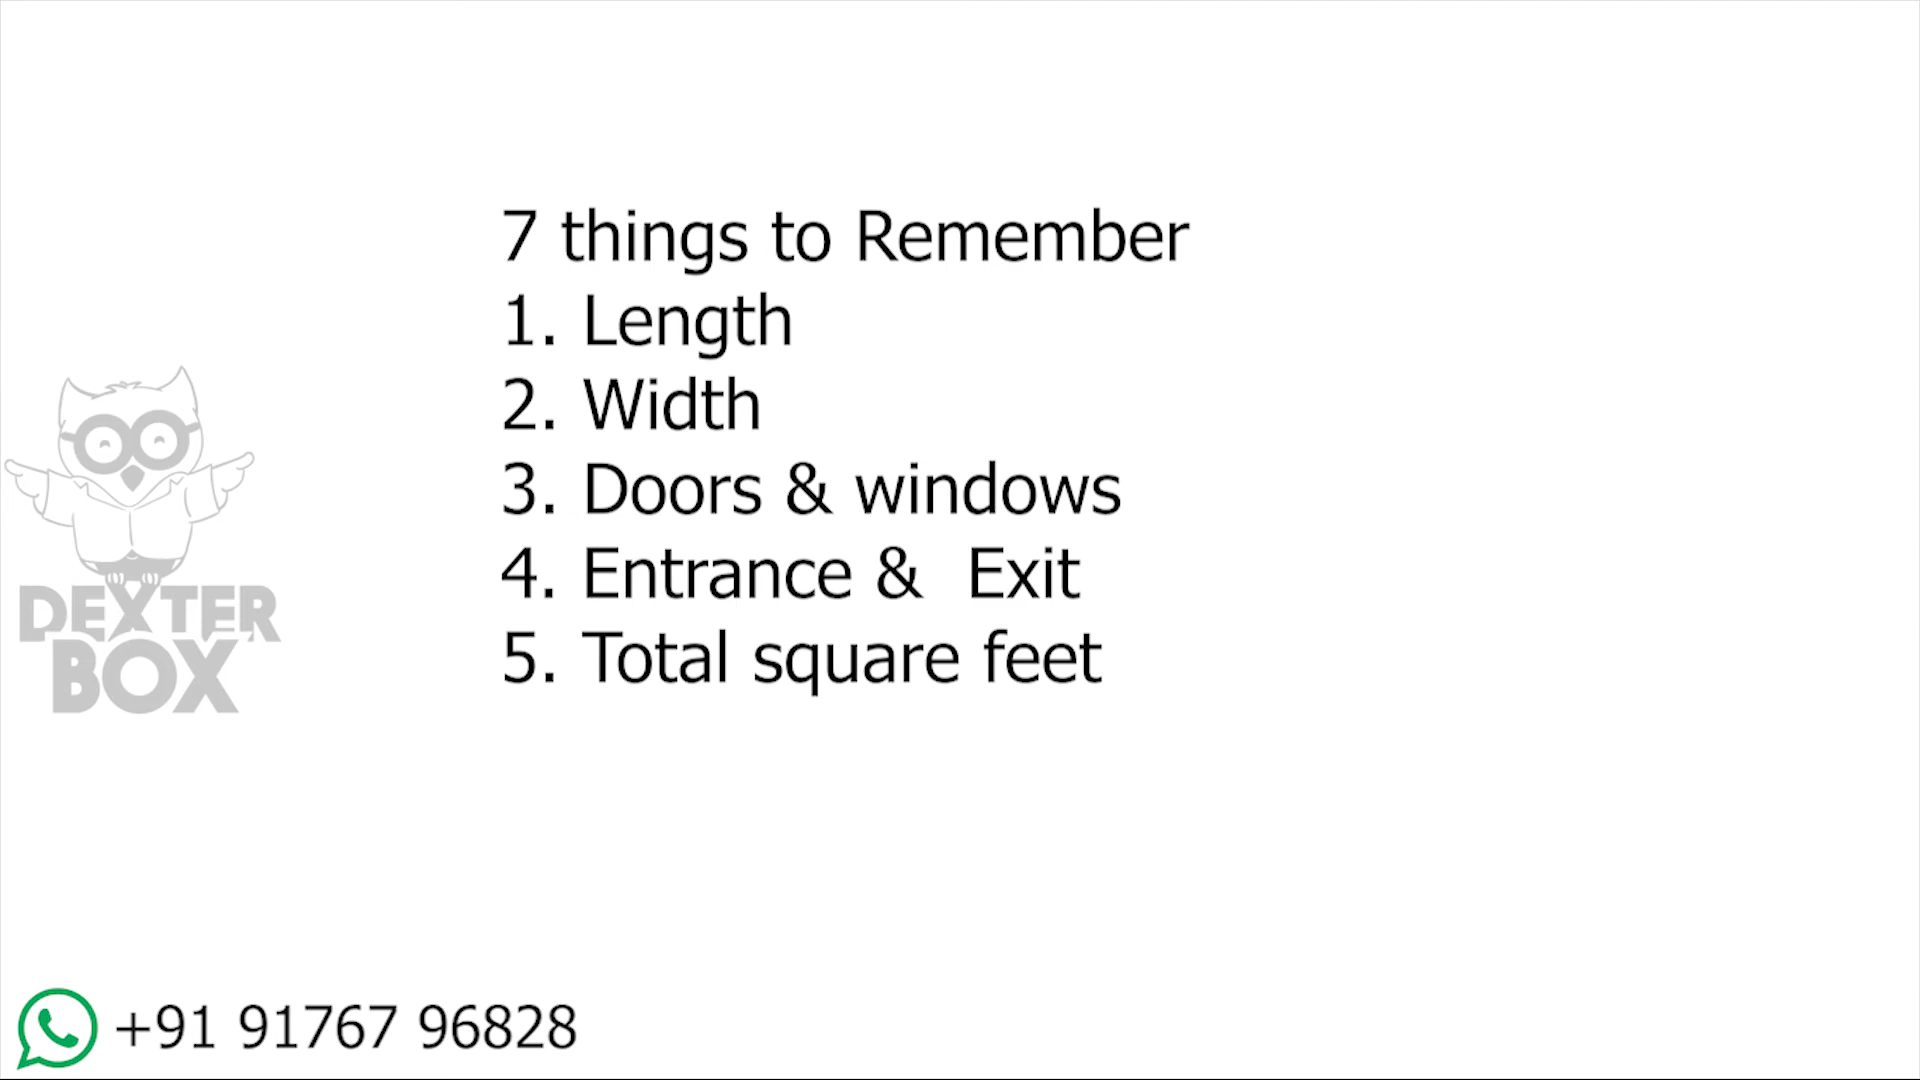 7 things to Remember
1. Length
2. Width
3. Doors & windows
4. Entrance &  Exit
5. Total square feet
DEXTER
BOX
+91 91767 96828